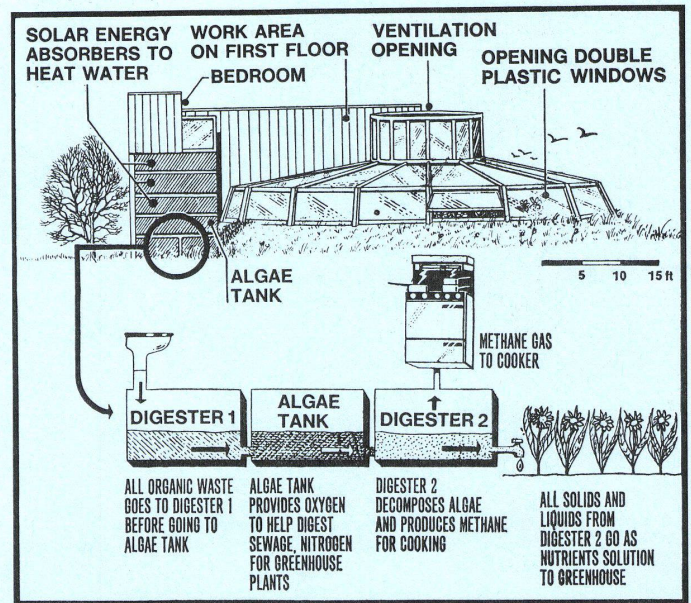 SOLAR ENERGY
ABSORBERS TO
HEAT WATER
WORK AREA
ON FIRST FLOOR
BEDROOM
VENTILATION
OPENING
OPENING DOUBLE
PLASTIC WINDOWS
ALGAE
TANK
5 10 15 ft
METHANE GAS
TO COOKER
DIGESTER 1
ALGAE
TANK
DIGESTER 2
ALL ORGANIC WASTE
GOES TO DIGESTER 1
BEFORE GOING TO
ALGAE TANK
ALGAE TANK
PROVIDES OXYGEN
TO HELP DIGEST
SEWAGE, NITROGEN
FOR GREENHOUSE
PLANTS
DIGESTER 2
DECOMPOSES ALGAE
AND PRODUCES METHANE
FOR COOKING
ALL SOLIDS AND
LIQUIDS FROM
DIGESTER 2 GO AS
NUTRIENTS SOLUTION
TO GREENHOUSE